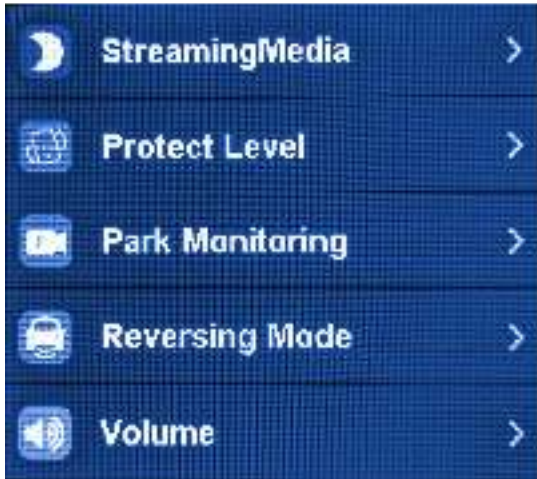 StreamingMedia
Protect Level
Park Monitoring
Reversing Mode
Volume